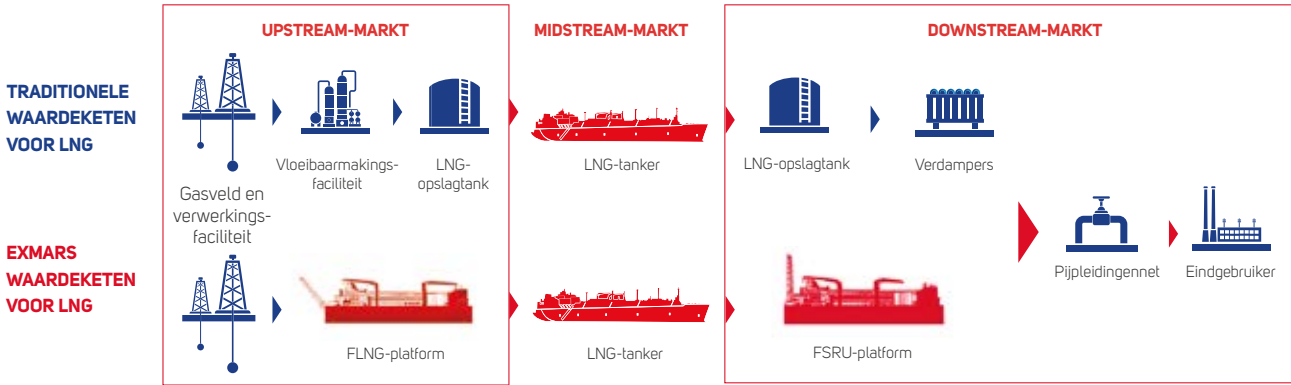 UPSTREAM-MARKT
MIDSTREAM-MARKT
DOWNSTREAM-MARKT
TRADITIONELE
WAARDEKETEN
VOOR LNG
Gasveld en
verwerkings-
faciliteit
Vloeibaarmakings-
faciliteit
LNG-
opslagtank
LNG-tanker
LNG-opslagtank
Verdampers
Pijpleidingennet
Eindgebruiker
EXMARS
WAARDEKETEN
VOOR LNG
FLNG-platform
LNG-tanker
FSRU-platform